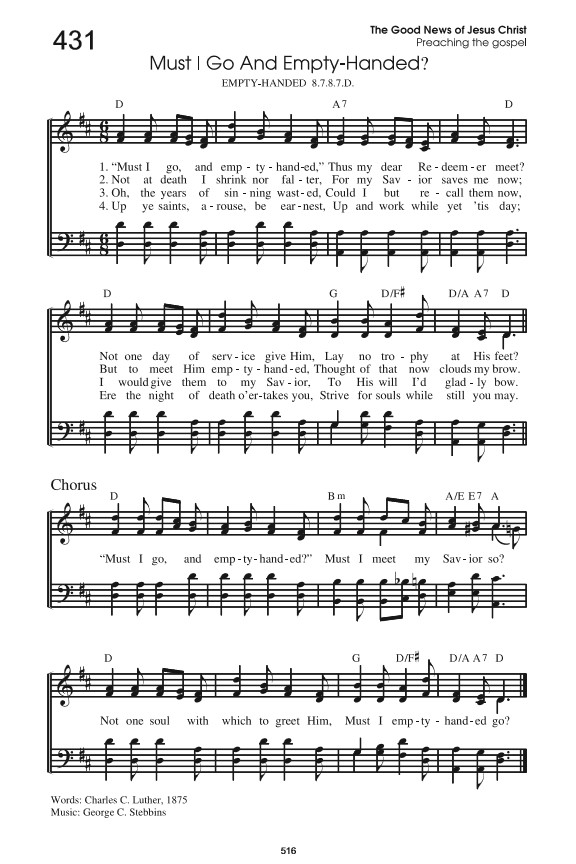 431
The Good News of Jesus Christ
Preaching the gospel
Must I Go And Empty-Handed?
EMPTY-HANDED 8.7.8.7.D.
D A7 D
1. “Must I go, and emp - ty - hand-ed,” Thus my dear Re - deem - er meet?
2. Not at death I shrink nor fal - ter, For my Sav - ior saves me now;
3. Oh, the years of sin - ning wast - ed, Could I but re - call them now,
4. Up ye saints, a - rouse, be ear - nest, Up and work while yet ’tis day;
D G D/F♯ D/A A7 D
Not one day of serv - ice give Him, Lay no tro - phy at His feet?
But to meet Him emp - ty - hand-ed, Thought of that now clouds my brow.
I would give them to my Sav - ior, To His will I’d glad - ly bow.
Ere the night of death o’er-takes you, Strive for souls while still you may.
Chorus
D Bm A/E E7 A
“Must I go, and emp-ty-hand-ed?” Must I meet my Sav-ior so?
D G D/F♯ D/A A7 D
Not one soul with which to greet Him, Must I emp-ty-hand-ed go?
Words: Charles C. Luther, 1875
Music: George C. Stebbins
516